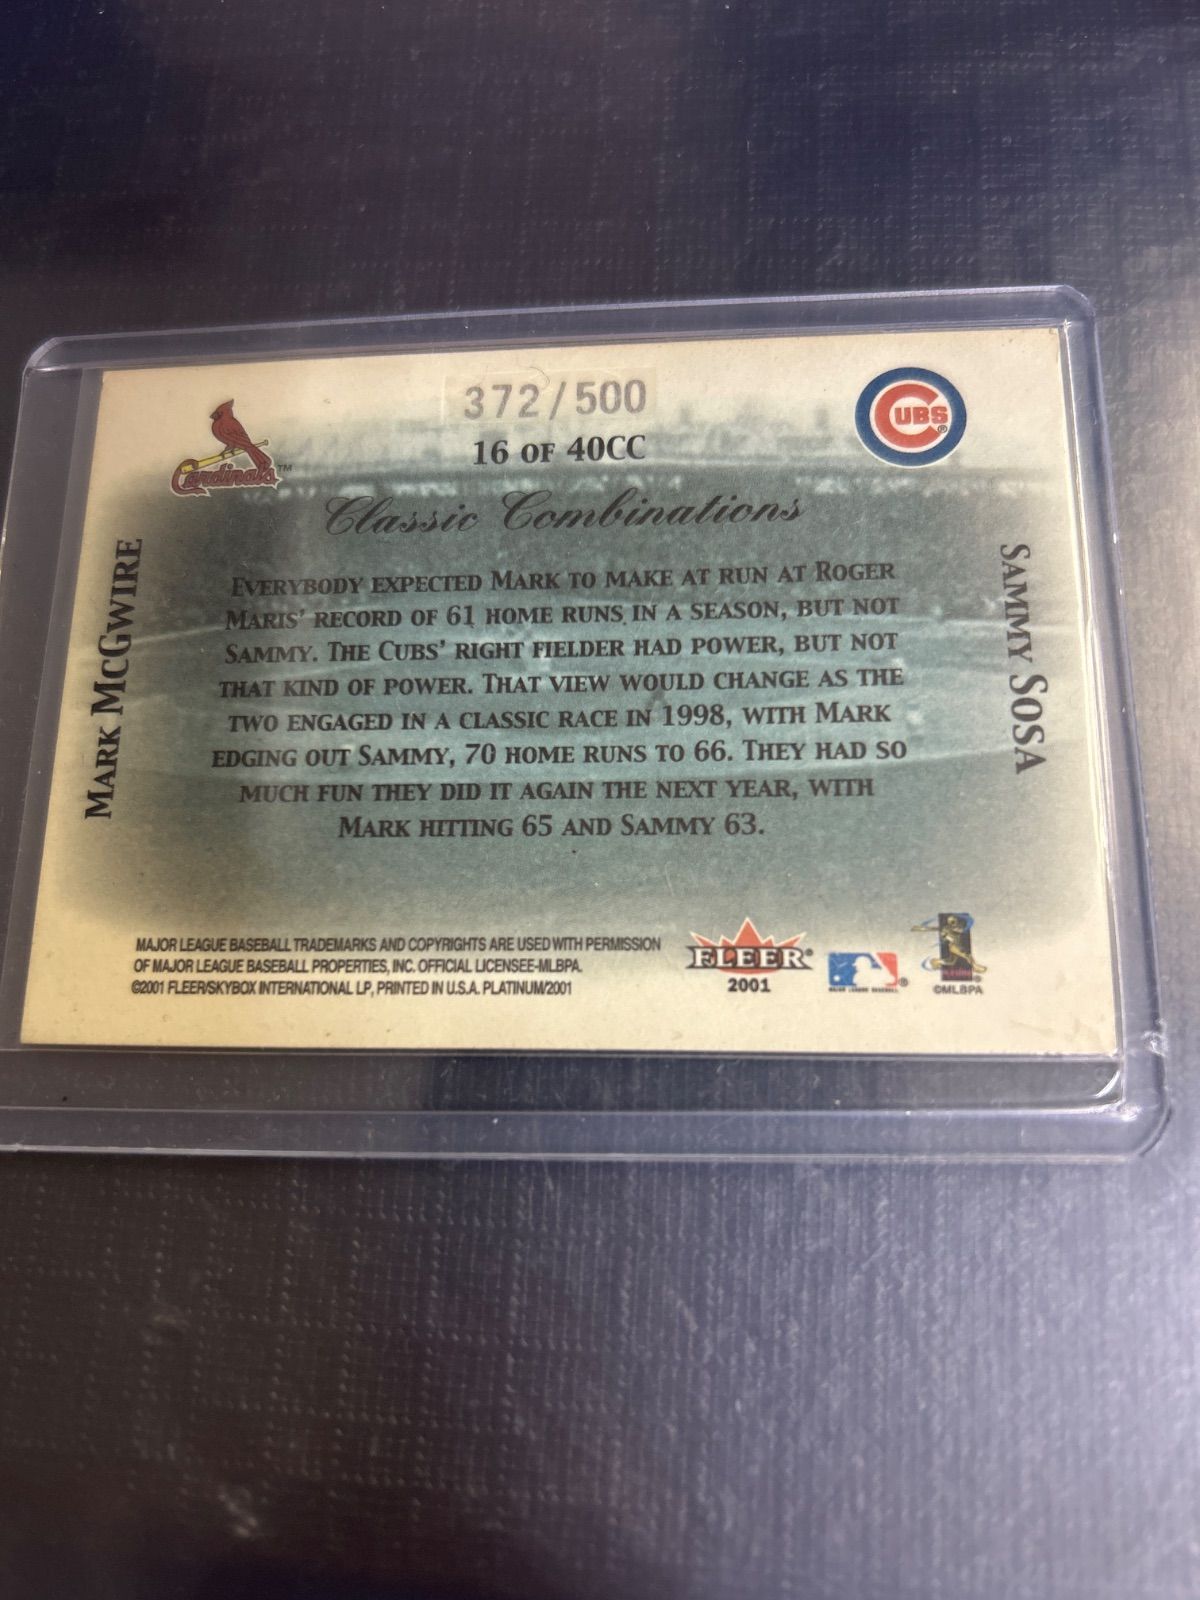 372/500
16 OF 40CC
Cardinals™
CUBS®
Classic Combinations
MARK MCGWIRE
SAMMY SOSA
EVERYBODY EXPECTED MARK TO MAKE AT RUN AT ROGER
MARIS' RECORD OF 61 HOME RUNS IN A SEASON, BUT NOT
SAMMY. THE CUBS' RIGHT FIELDER HAD POWER, BUT NOT
THAT KIND OF POWER. THAT VIEW WOULD CHANGE AS THE
TWO ENGAGED IN A CLASSIC RACE IN 1998, WITH MARK
EDGING OUT SAMMY, 70 HOME RUNS TO 66. THEY HAD SO
MUCH FUN THEY DID IT AGAIN THE NEXT YEAR, WITH
MARK HITTING 65 AND SAMMY 63.
MAJOR LEAGUE BASEBALL TRADEMARKS AND COPYRIGHTS ARE USED WITH PERMISSION
OF MAJOR LEAGUE BASEBALL PROPERTIES, INC. OFFICIAL LICENSEE-MLBPA.
©2001 FLEER/SKYBOX INTERNATIONAL LP, PRINTED IN U.S.A. PLATINUM/2001
FLEER®
2001
MAJOR LEAGUE BASEBALL®
©MLBPA